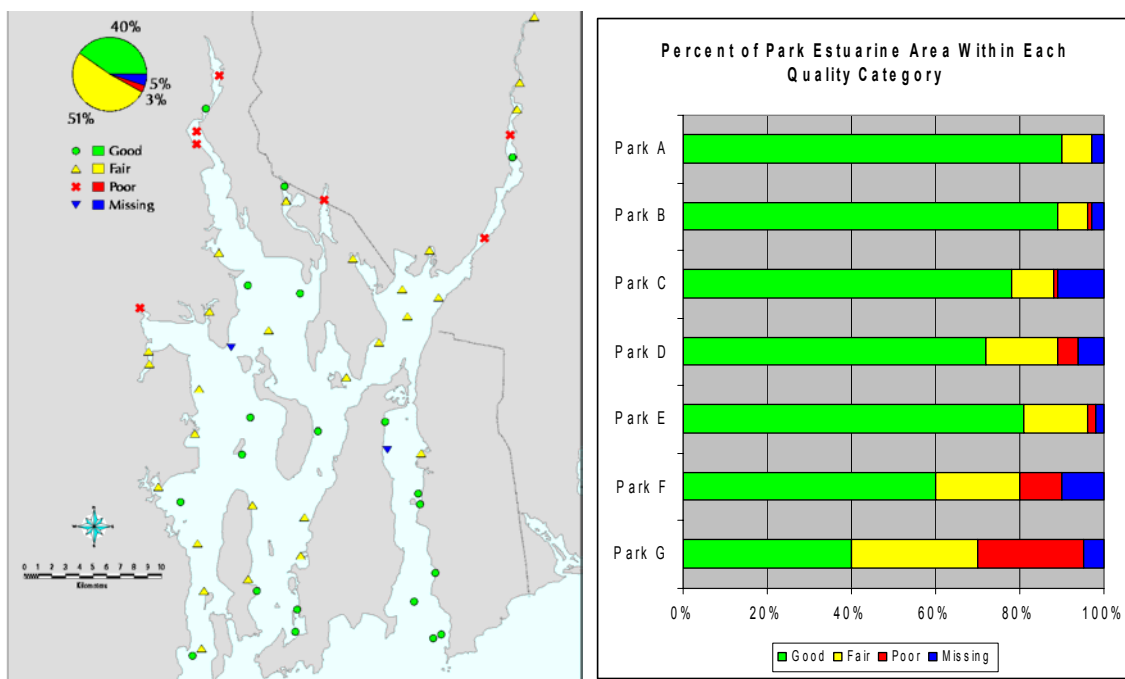 40%
5%
3%
51%
Good
Fair
Poor
Missing
0 1 2 3 4 5 6 7 8 9 10
Kilometers
Percent of Park Estuarine Area Within Each
Quality Category
Park A
Park B
Park C
Park D
Park E
Park F
Park G
0% 20% 40% 60% 80% 100%
Good Fair Poor Missing